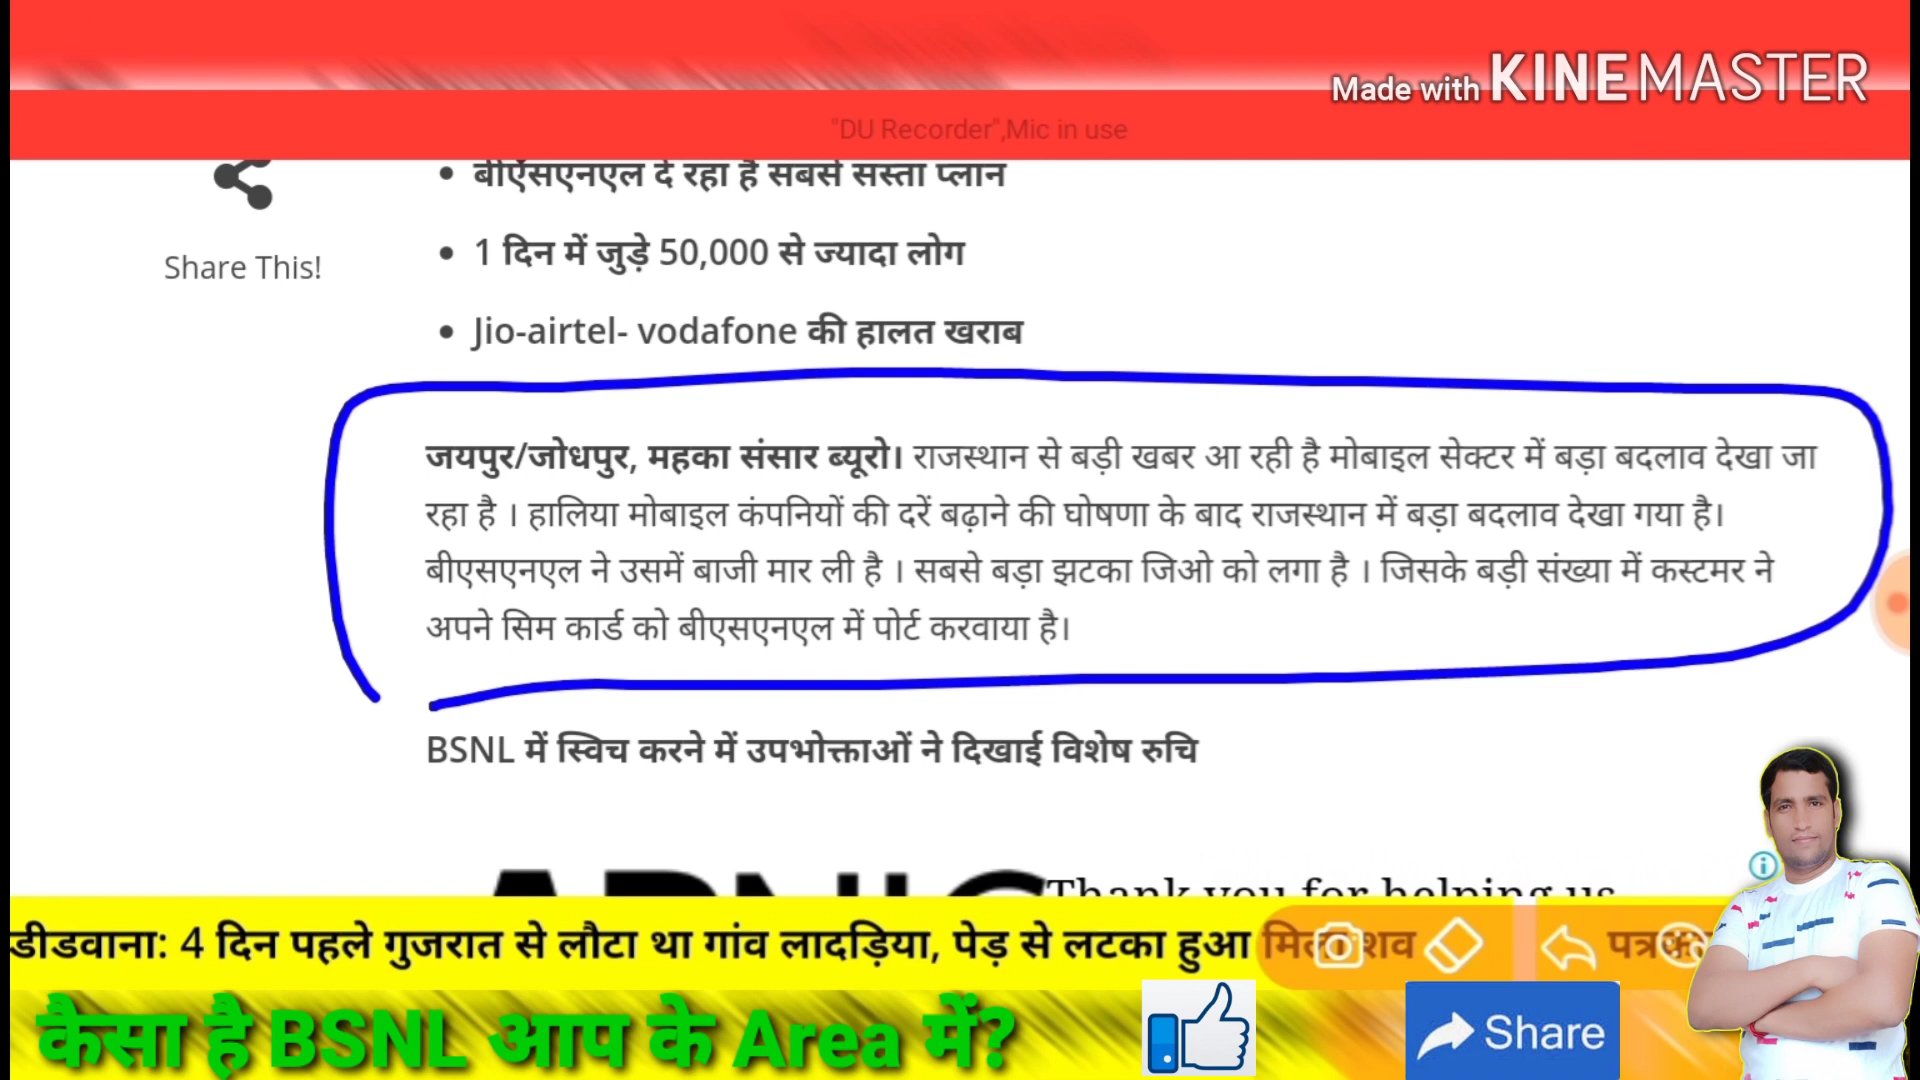 Made with KINEMASTER
"DU Recorder",Mic in use
बीएसएनएल दे रहा है सबसे सस्ता प्लान
1 दिन में जुड़े 50,000 से ज्यादा लोग
Share This!
Jio-airtel- vodafone की हालत खराब
जयपुर/जोधपुर, महका संसार ब्यूरो। राजस्थान से बड़ी खबर आ रही है मोबाइल सेक्टर में बड़ा बदलाव देखा जा
रहा है । हालिया मोबाइल कंपनियों की दरें बढ़ाने की घोषणा के बाद राजस्थान में बड़ा बदलाव देखा गया है।
बीएसएनएल ने उसमें बाजी मार ली है । सबसे बड़ा झटका जिओ को लगा है । जिसके बड़ी संख्या में कस्टमर ने
अपने सिम कार्ड को बीएसएनएल में पोर्ट करवाया है।
BSNL में स्विच करने में उपभोक्ताओं ने दिखाई विशेष रुचि
Thank you for helping us
डीडवाना: 4 दिन पहले गुजरात से लौटा था गांव लादड़िया, पेड़ से लटका हुआ मिला शव
कैसा है BSNL आप के Area में?
Share